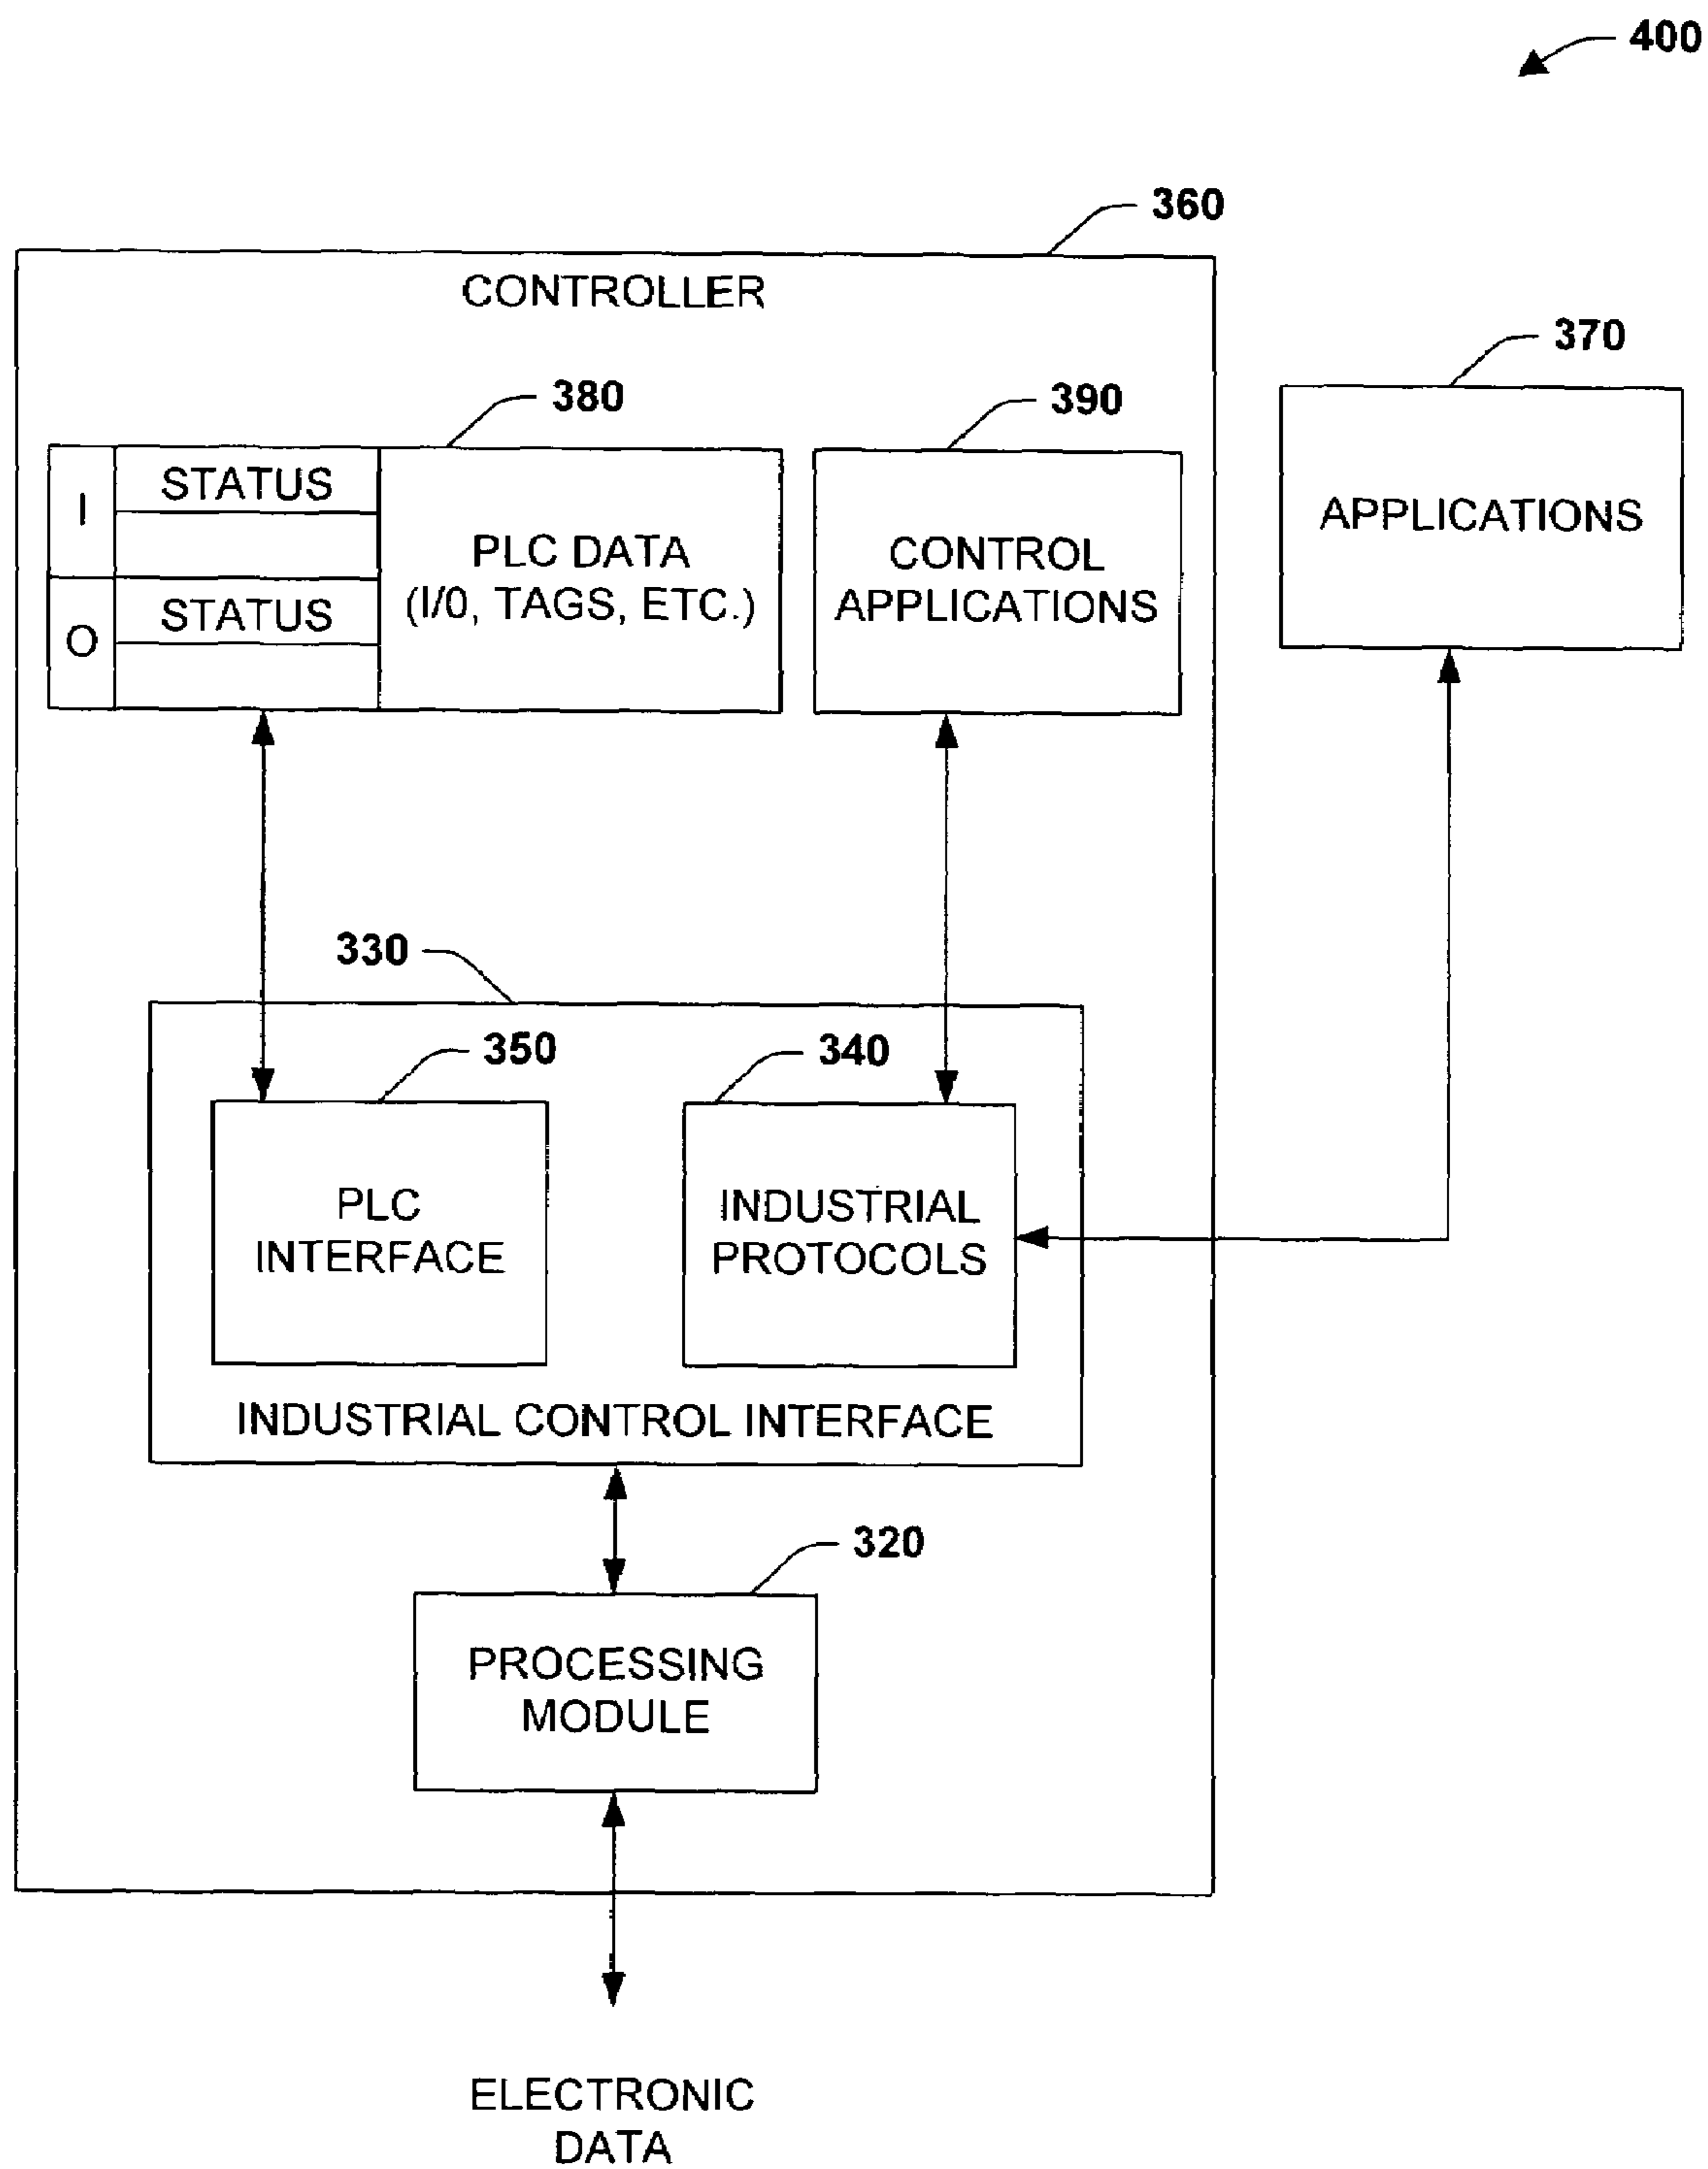 400
360
CONTROLLER
370
380
390
I
STATUS
O
STATUS
PLC DATA
(I/0, TAGS, ETC.)
CONTROL
APPLICATIONS
APPLICATIONS
330
350
340
PLC
INTERFACE
INDUSTRIAL
PROTOCOLS
INDUSTRIAL CONTROL INTERFACE
320
PROCESSING
MODULE
ELECTRONIC
DATA